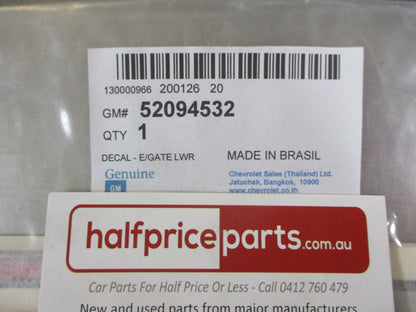 130000966 200126 20
GM# 52094532
QTY 1
DECAL - E/GATE LWR MADE IN BRASIL
Genuine
GM
Chevrolet Sales (Thailand) Ltd.
Jatuchak, Bangkok, 10900
www.chevrolet.co.th
halfpriceparts.com.au
Car Parts For Half Price Or Less - Call 0412 760 479
New and used parts from major manufacturers